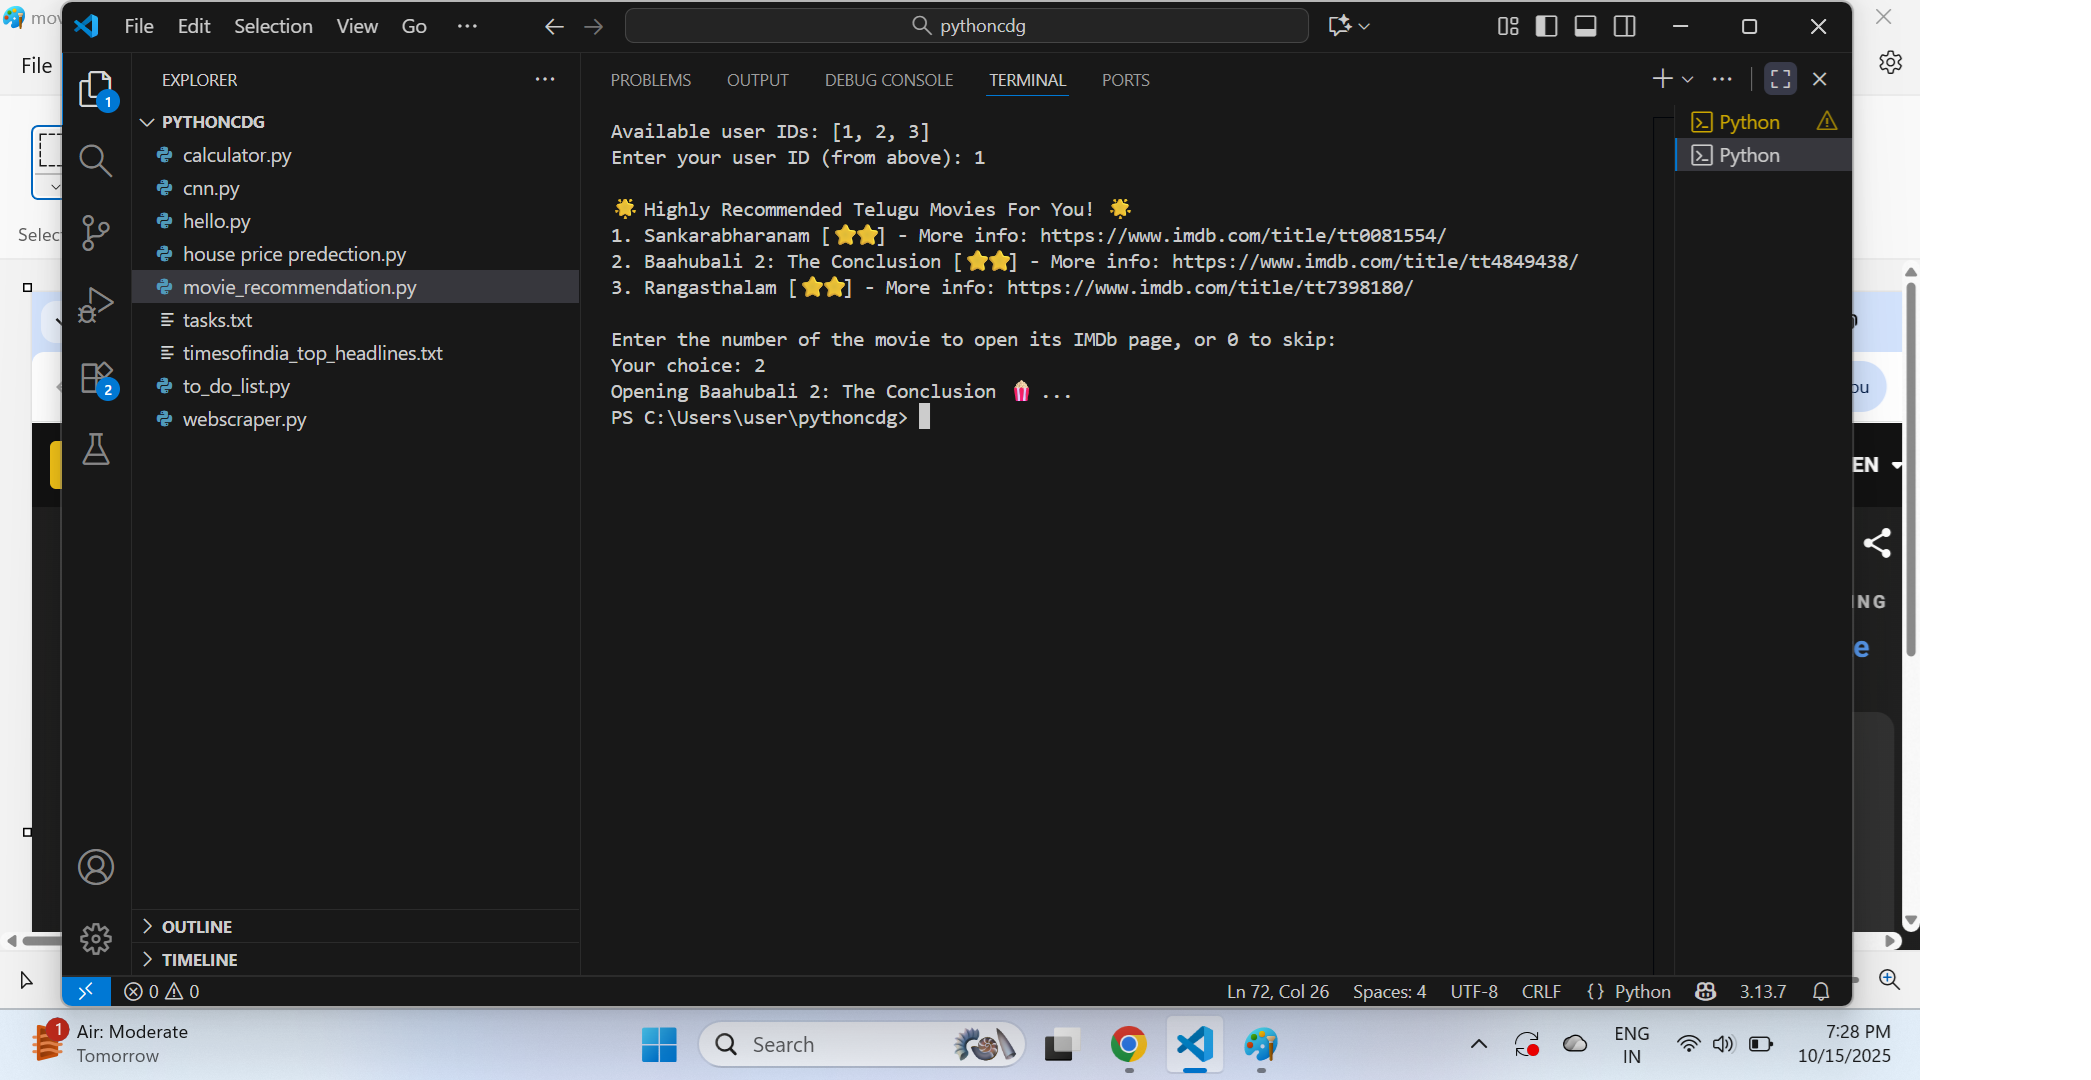 mov
File
Selec
File Edit Selection View Go ···
pythoncdg
EXPLORER
1
PYTHONCDG
calculator.py
cnn.py
hello.py
house price predection.py
movie_recommendation.py
tasks.txt
timesofindia_top_headlines.txt
to_do_list.py
webscraper.py
2
OUTLINE
TIMELINE
PROBLEMS OUTPUT DEBUG CONSOLE TERMINAL PORTS
Available user IDs: [1, 2, 3]
Enter your user ID (from above): 1
🌟 Highly Recommended Telugu Movies For You! 🌟
1. Sankarabharanam [⭐⭐] - More info: https://www.imdb.com/title/tt0081554/
2. Baahubali 2: The Conclusion [⭐⭐] - More info: https://www.imdb.com/title/tt4849438/
3. Rangasthalam [⭐⭐] - More info: https://www.imdb.com/title/tt7398180/
Enter the number of the movie to open its IMDb page, or 0 to skip:
Your choice: 2
Opening Baahubali 2: The Conclusion 🍿 ...
PS C:\Users\user\pythoncdg>
Python
Python
ou
EN
ING
e
0 0
Ln 72, Col 26 Spaces: 4 UTF-8 CRLF {} Python 3.13.7
1
Air: Moderate
Tomorrow
Search
ENG
IN
7:28 PM
10/15/2025